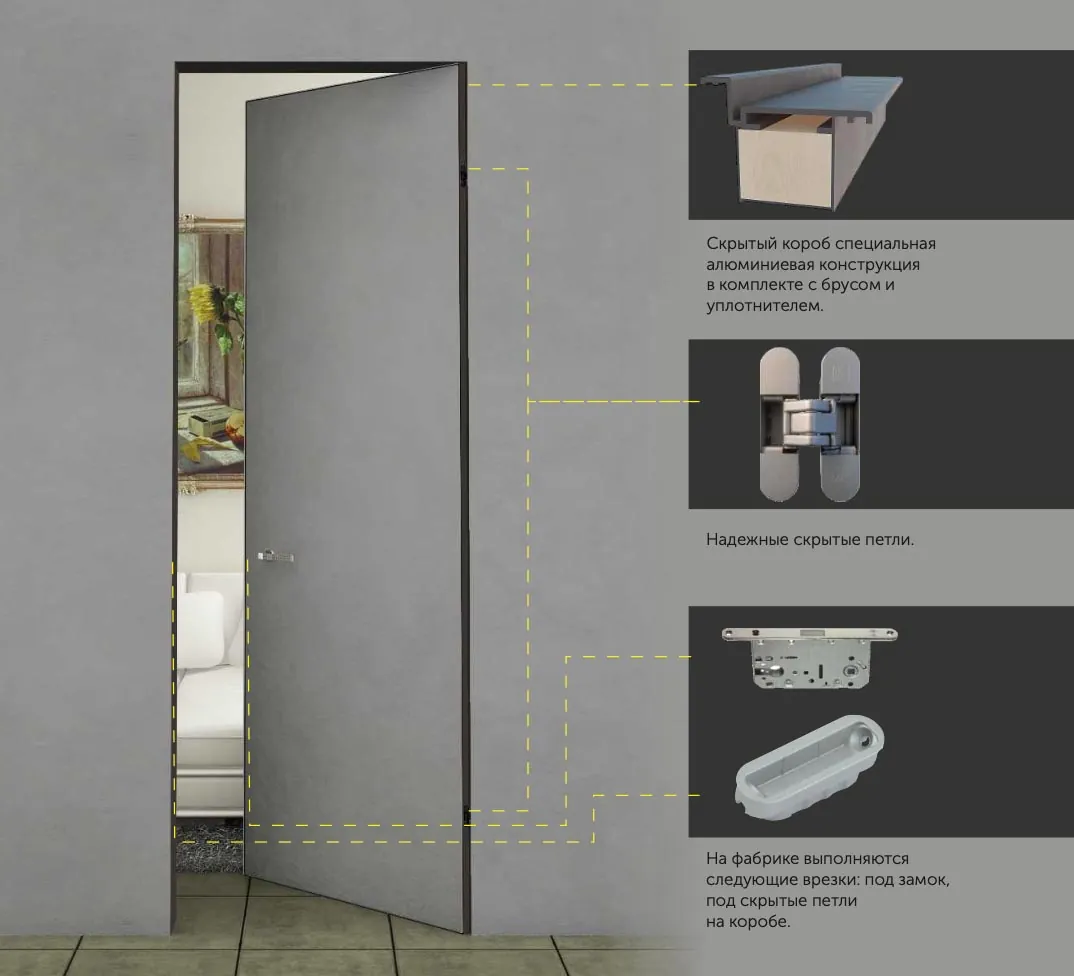 Скрытый короб специальная
алюминиевая конструкция
в комплекте с брусом и
уплотнителем.
Надежные скрытые петли.
На фабрике выполняются
следующие врезки: под замок,
под скрытые петли
на коробе.